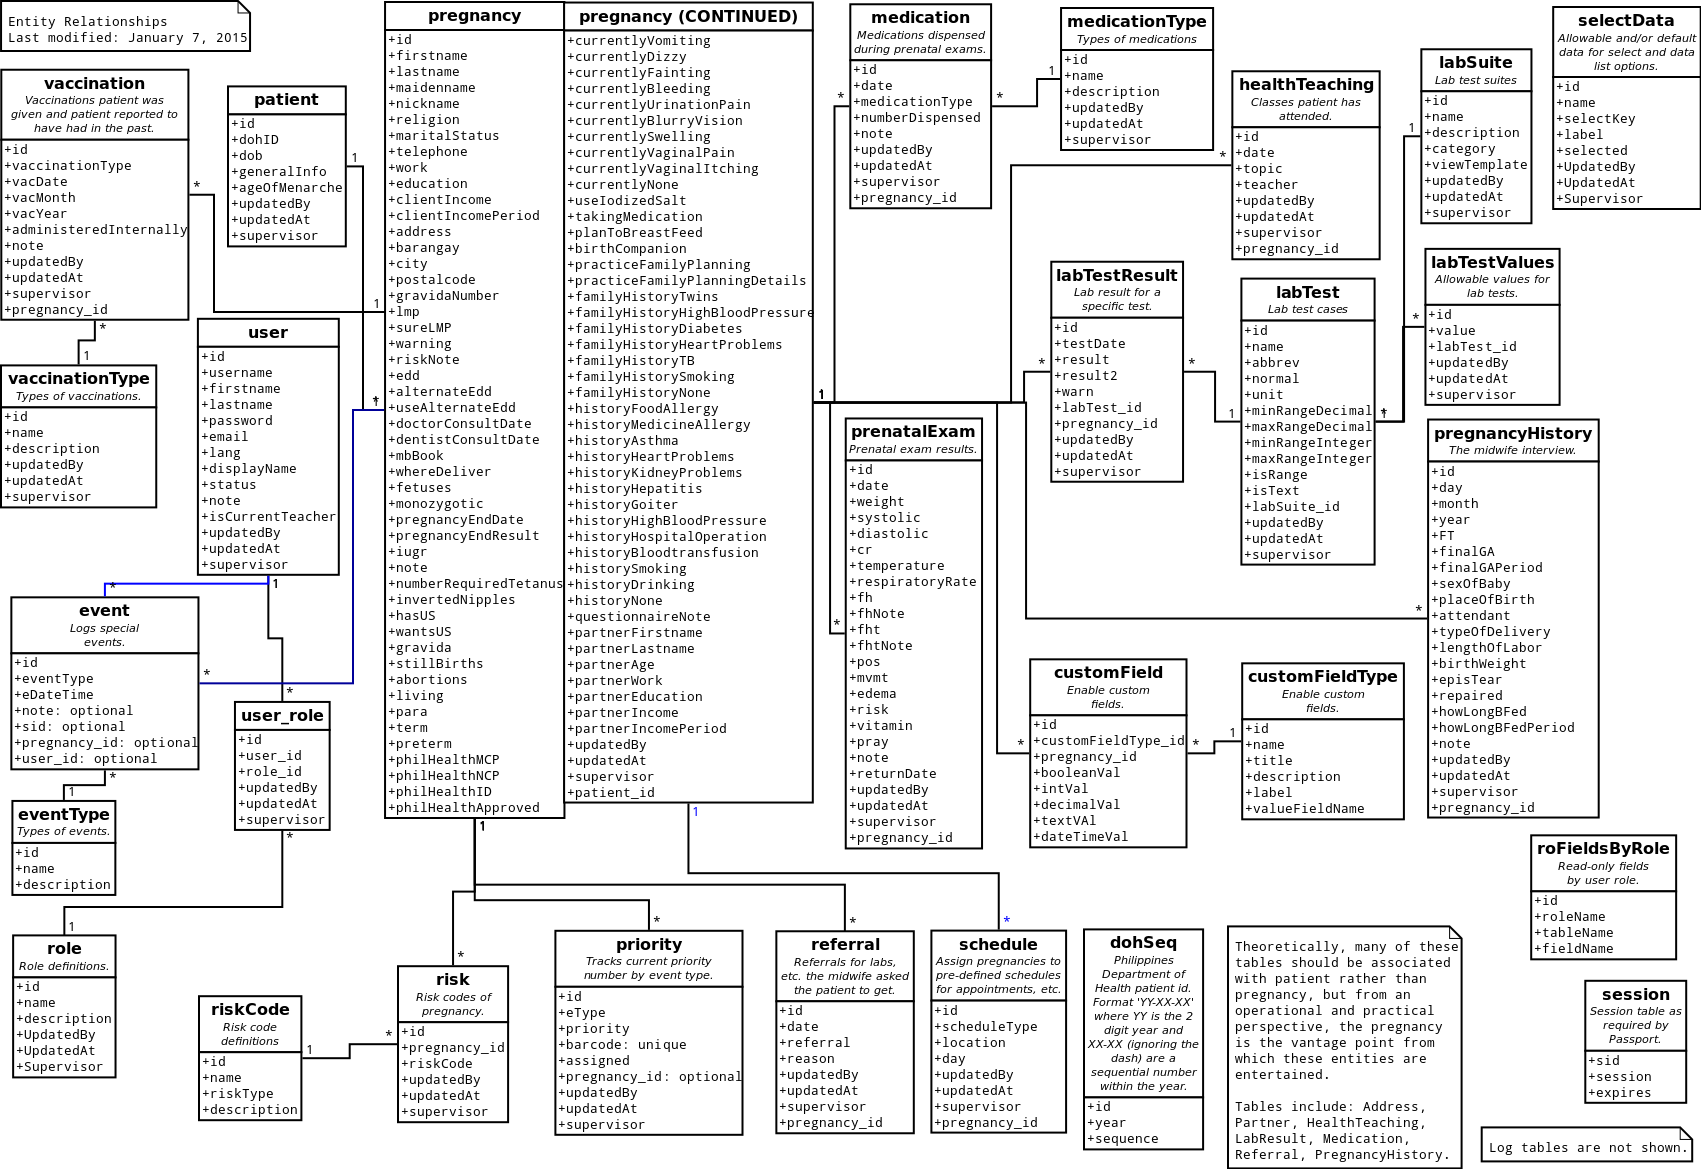 Entity Relationships
Last modified: January 7, 2015
vaccination
Vaccinations patient was
given and patient reported to
have had in the past.
+id
+vaccinationType
+vacDate
+vacMonth
+vacYear
+administeredInternally
+note
+updatedBy
+updatedAt
+supervisor
+pregnancy_id
*
*
1
1
vaccinationType
Types of vaccinations.
+id
+name
+description
+updatedBy
+updatedAt
+supervisor
patient
+id
+dohID
+dob
+generalInfo
+ageOfMenarche
+updatedBy
+updatedAt
+supervisor
1
*
user
+id
+username
+firstname
+lastname
+password
+email
+lang
+displayName
+status
+note
+isCurrentTeacher
+updatedBy
+updatedAt
+supervisor
1
*
event
Logs special
events.
+id
+eventType
+eDateTime
+note: optional
+sid: optional
+pregnancy_id: optional
+user_id: optional
*
1
*
1
eventType
Types of events.
+id
+name
+description
*
user_role
+id
+user_id
+role_id
+updatedBy
+updatedAt
+supervisor
*
1
role
Role definitions.
+id
+name
+description
+UpdatedBy
+UpdatedAt
+Supervisor
pregnancy
+id
+firstname
+lastname
+maidenname
+nickname
+religion
+maritalStatus
+telephone
+work
+education
+clientIncome
+clientIncomePeriod
+address
+barangay
+city
+postalcode
+gravidaNumber
+lmp
+sureLMP
+warning
+riskNote
+edd
+alternateEdd
+useAlternateEdd
+doctorConsultDate
+dentistConsultDate
+mbBook
+whereDeliver
+fetuses
+monozygotic
+pregnancyEndDate
+pregnancyEndResult
+iugr
+note
+numberRequiredTetanus
+invertedNipples
+hasUS
+wantsUS
+gravida
+stillBirths
+abortions
+living
+para
+term
+preterm
+philHealthMCP
+philHealthNCP
+philHealthID
+philHealthApproved
1
pregnancy (CONTINUED)
+currentlyVomiting
+currentlyDizzy
+currentlyFainting
+currentlyBleeding
+currentlyUrinationPain
+currentlyBlurryVision
+currentlySwelling
+currentlyVaginalPain
+currentlyVaginalItching
+currentlyNone
+useIodizedSalt
+takingMedication
+planToBreastFeed
+birthCompanion
+practiceFamilyPlanning
+practiceFamilyPlanningDetails
+familyHistoryTwins
+familyHistoryHighBloodPressure
+familyHistoryDiabetes
+familyHistoryHeartProblems
+familyHistoryTB
+familyHistorySmoking
+familyHistoryNone
+historyFoodAllergy
+historyMedicineAllergy
+historyAsthma
+historyHeartProblems
+historyKidneyProblems
+historyHepatitis
+historyGoiter
+historyHighBloodPressure
+historyHospitalOperation
+historyBloodtransfusion
+historySmoking
+historyDrinking
+historyNone
+questionnaireNote
+partnerFirstname
+partnerLastname
+partnerAge
+partnerWork
+partnerEducation
+partnerIncome
+partnerIncomePeriod
+updatedBy
+updatedAt
+supervisor
+patient_id
1
1
medication
Medications dispensed
during prenatal exams.
+id
+date
+medicationType
+numberDispensed
+note
+updatedBy
+updatedAt
+supervisor
+pregnancy_id
*
*
1
medicationType
Types of medications
+id
+name
+description
+updatedBy
+updatedAt
+supervisor
*
healthTeaching
Classes patient has
attended.
+id
+date
+topic
+teacher
+updatedBy
+updatedAt
+supervisor
+pregnancy_id
1
labSuite
Lab test suites
+id
+name
+description
+category
+viewTemplate
+updatedBy
+updatedAt
+supervisor
selectData
Allowable and/or default
data for select and data
list options.
+id
+name
+selectKey
+label
+selected
+UpdatedBy
+UpdatedAt
+Supervisor
*
labTestResult
Lab result for a
specific test.
+id
+testDate
+result
+result2
+warn
+labTest_id
+pregnancy_id
+updatedBy
+updatedAt
+supervisor
*
1
labTest
Lab test cases
+id
+name
+abbrev
+normal
+unit
+minRangeDecimal
+maxRangeDecimal
+minRangeInteger
+maxRangeInteger
+isRange
+isText
+labSuite_id
+updatedBy
+updatedAt
+supervisor
*
1
*
labTestValues
Allowable values for
lab tests.
+id
+value
+labTest_id
+updatedBy
+updatedAt
+supervisor
*
prenatalExam
Prenatal exam results.
+id
+date
+weight
+systolic
+diastolic
+cr
+temperature
+respiratoryRate
+fh
+fhNote
+fht
+fhtNote
+pos
+mvmt
+edema
+risk
+vitamin
+pray
+note
+returnDate
+updatedBy
+updatedAt
+supervisor
+pregnancy_id
*
pregnancyHistory
The midwife interview.
+id
+day
+month
+year
+FT
+finalGA
+finalGAPeriod
+sexOfBaby
+placeOfBirth
+attendant
+typeOfDelivery
+lengthOfLabor
+birthWeight
+episTear
+repaired
+howLongBFed
+howLongBFedPeriod
+note
+updatedBy
+updatedAt
+supervisor
+pregnancy_id
*
customField
Enable custom
fields.
+id
+customFieldType_id
+pregnancy_id
+booleanVal
+intVal
+decimalVal
+textVAl
+dateTimeVal
*
1
customFieldType
Enable custom
fields.
+id
+name
+title
+description
+label
+valueFieldName
roFieldsByRole
Read-only fields
by user role.
+id
+roleName
+tableName
+fieldName
riskCode
Risk code
definitions
+id
+name
+riskType
+description
1
*
*
risk
Risk codes of
pregnancy.
+id
+pregnancy_id
+riskCode
+updatedBy
+updatedAt
+supervisor
*
priority
Tracks current priority
number by event type.
+id
+eType
+priority
+barcode: unique
+assigned
+pregnancy_id: optional
+updatedBy
+updatedAt
+supervisor
*
referral
Referrals for labs,
etc. the midwife asked
the patient to get.
+id
+date
+referral
+reason
+updatedBy
+updatedAt
+supervisor
+pregnancy_id
*
schedule
Assign pregnancies to
pre-defined schedules
for appointments, etc.
+id
+scheduleType
+location
+day
+updatedBy
+updatedAt
+supervisor
+pregnancy_id
dohSeq
Philippines
Department of
Health patient id.
Format 'YY-XX-XX'
where YY is the 2
digit year and
XX-XX (ignoring the
dash) are a
sequential number
within the year.
+id
+year
+sequence
Theoretically, many of these
tables should be associated
with patient rather than
pregnancy, but from an
operational and practical
perspective, the pregnancy
is the vantage point from
which these entities are
entertained.
Tables include: Address,
Partner, HealthTeaching,
LabResult, Medication,
Referral, PregnancyHistory.
session
Session table as
required by
Passport.
+sid
+session
+expires
Log tables are not shown.